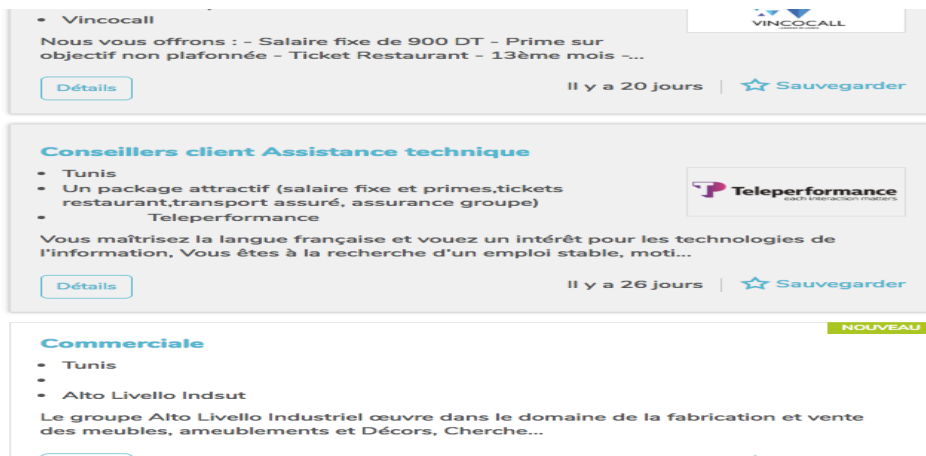 Vincocall
VINCOCALL
Nous vous offrons : - Salaire fixe de 900 DT - Prime sur
objectif non plafonnée - Ticket Restaurant - 13ème mois -...
Détails
Il y a 20 jours
Sauvegarder
Conseillers client Assistance technique
Tunis
Un package attractif (salaire fixe et primes,tickets
restaurant,transport assuré, assurance groupe)
Teleperformance
Teleperformance
each interaction matters
Vous maîtrisez la langue française et vouez un intérêt pour les technologies de
l'information, Vous êtes à la recherche d'un emploi stable, moti...
Détails
Il y a 26 jours
Sauvegarder
NOUVEAU
Commerciale
Tunis
Alto Livello Indsut
Le groupe Alto Livello Industriel œuvre dans le domaine de la fabrication et vente
des meubles, ameublements et Décors, Cherche...